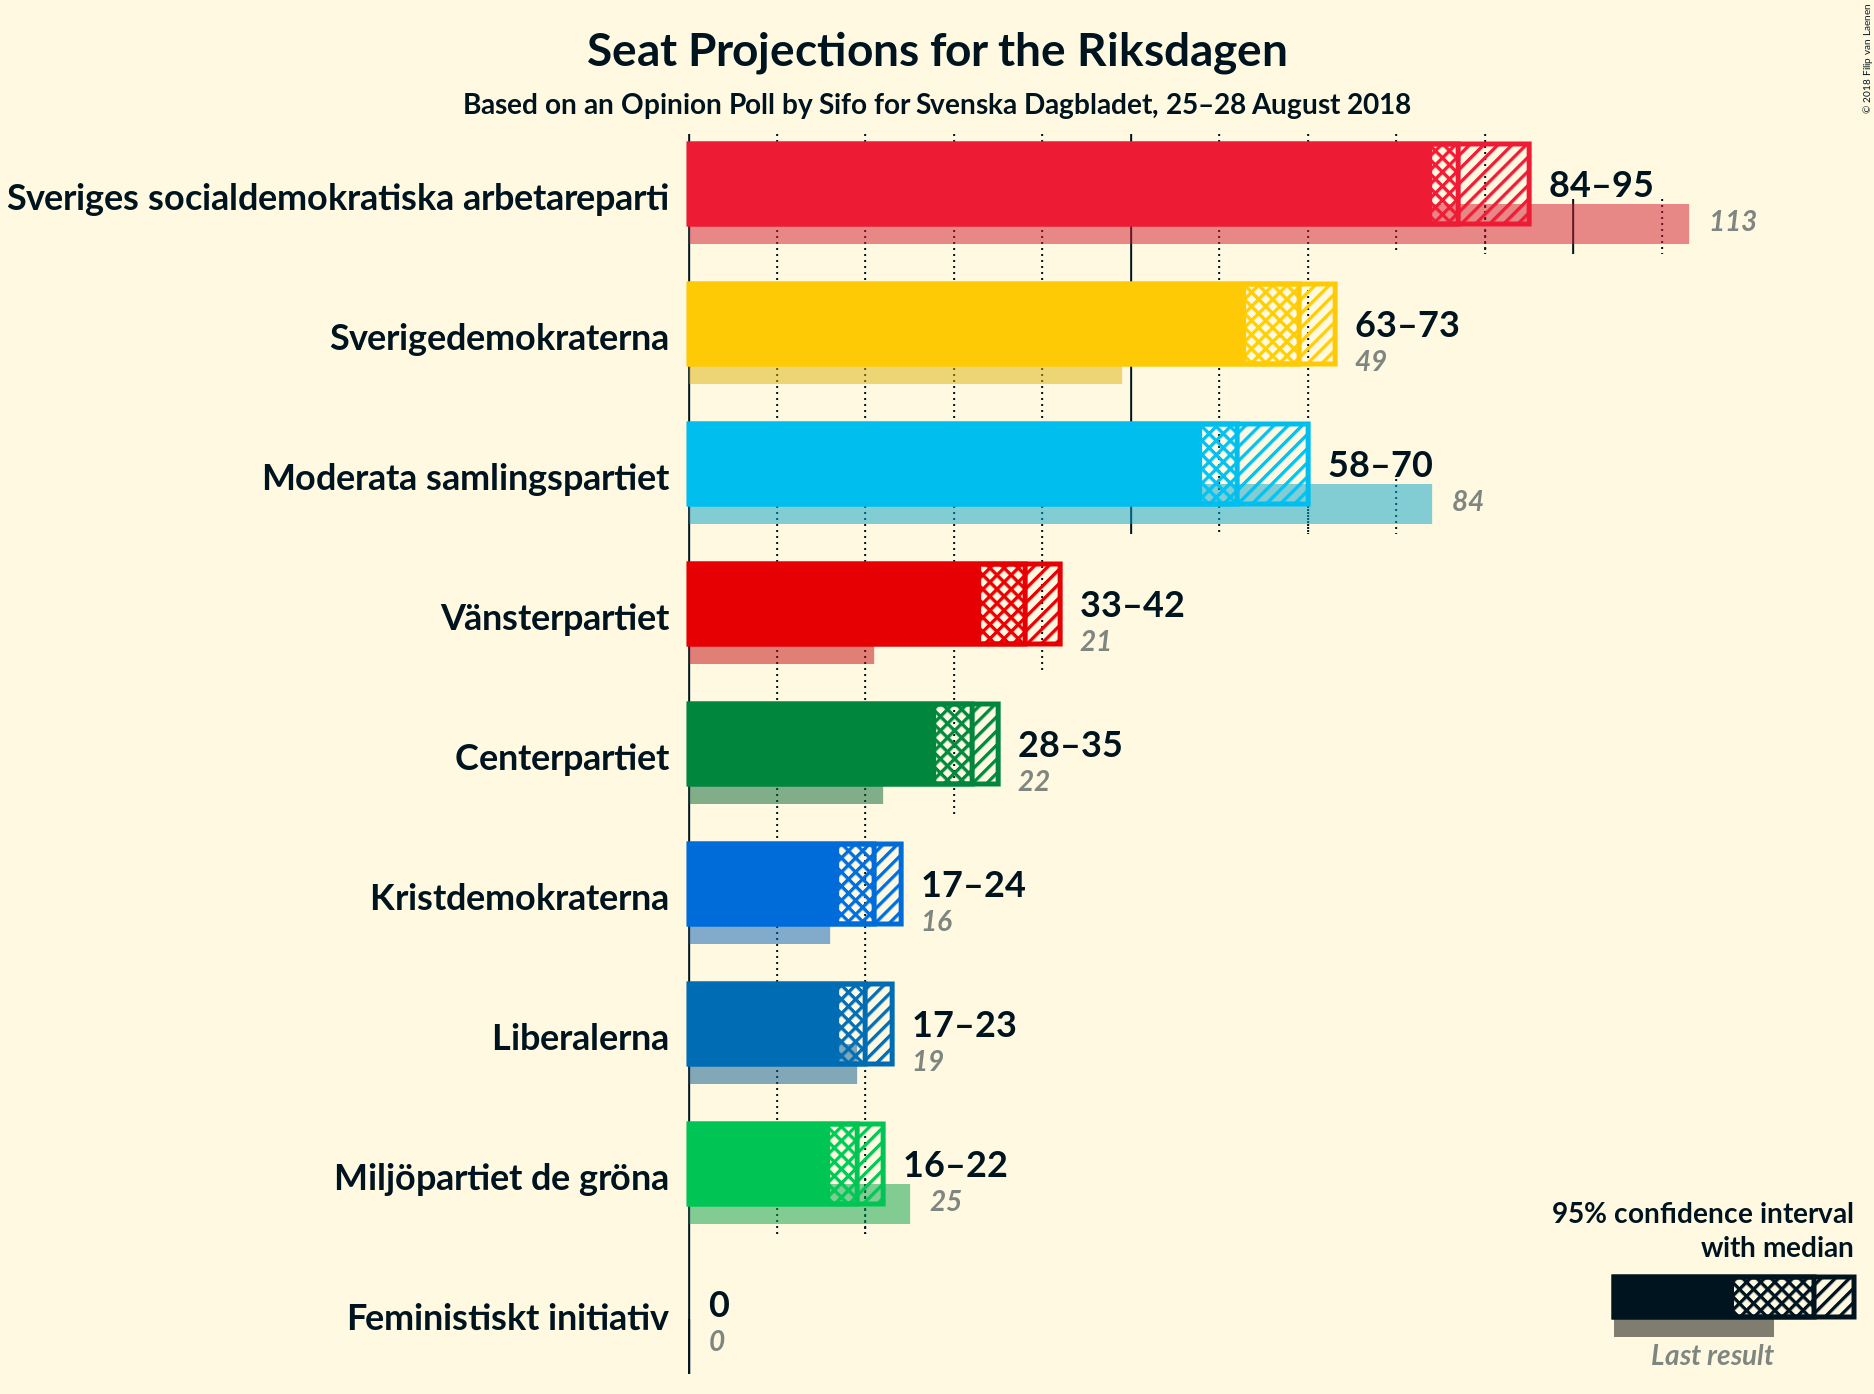 Seat Projections for the Riksdagen
Based on an Opinion Poll by Sifo for Svenska Dagbladet, 25–28 August 2018
© 2018 Filip van Laenen
Sveriges socialdemokratiska arbetareparti
84–95
113
Sverigedemokraterna
63–73
49
Moderata samlingspartiet
58–70
84
Vänsterpartiet
33–42
21
Centerpartiet
28–35
22
Kristdemokraterna
17–24
16
Liberalerna
17–23
19
Miljöpartiet de gröna
16–22
25
Feministiskt initiativ
0
0
95% confidence interval
with median
Last result